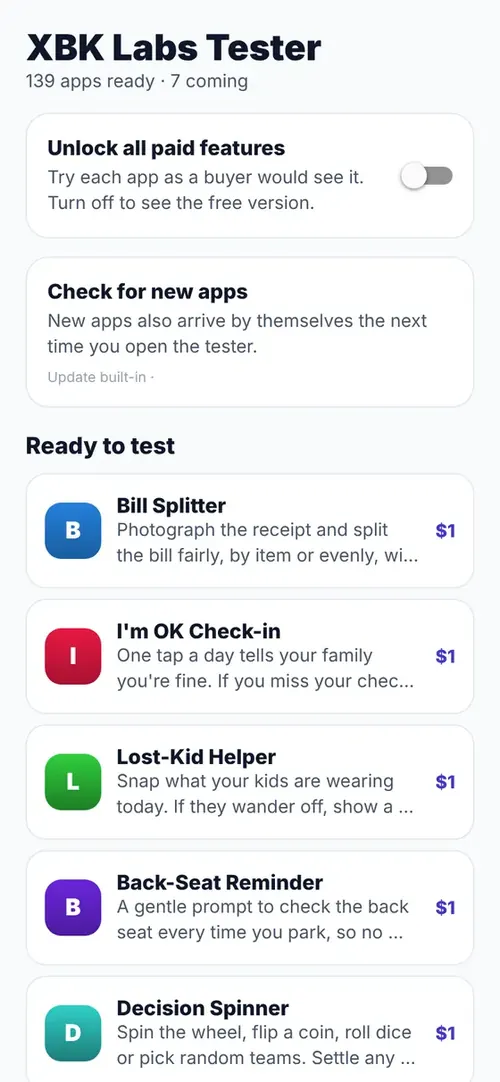 XBK Labs Tester
139 apps ready · 7 coming
Unlock all paid features
Try each app as a buyer would see it.
Turn off to see the free version.
Check for new apps
New apps also arrive by themselves the next
time you open the tester.
Update built-in ·
Ready to test
B
Bill Splitter
Photograph the receipt and split
the bill fairly, by item or evenly, wi...
$1
I
I'm OK Check-in
One tap a day tells your family
you're fine. If you miss your chec...
$1
L
Lost-Kid Helper
Snap what your kids are wearing
today. If they wander off, show a ...
$1
B
Back-Seat Reminder
A gentle prompt to check the back
seat every time you park, so no ...
$1
D
Decision Spinner
Spin the wheel, flip a coin, roll dice
or pick random teams. Settle any ...
$1